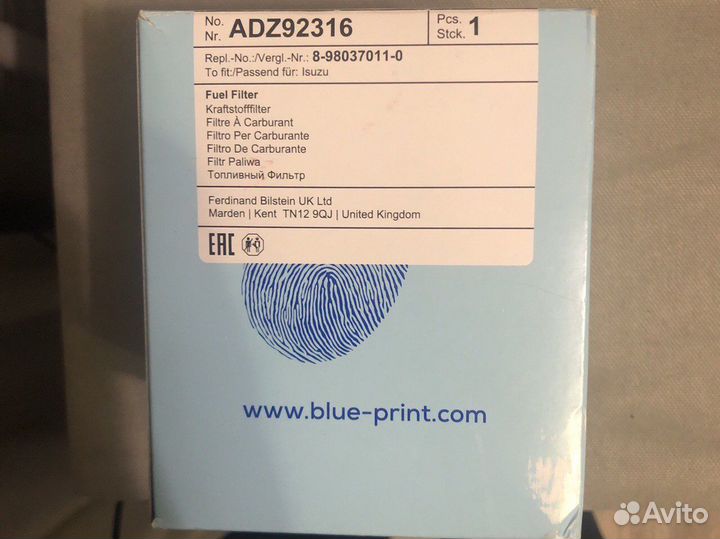 No. Nr. ADZ92316 Pcs. Stck. 1
Repl.-No.:/Vergl.-Nr.: 8-98037011-0
To fit:/Passend für: Isuzu
Fuel Filter
Kraftstofffilter
Filtre À Carburant
Filtro Per Carburante
Filtro De Carburante
Filtr Paliwa
Топливный Фильтр
Ferdinand Bilstein UK Ltd
Marden | Kent TN12 9QJ | United Kingdom
EAC
www.blue-print.com
Avito